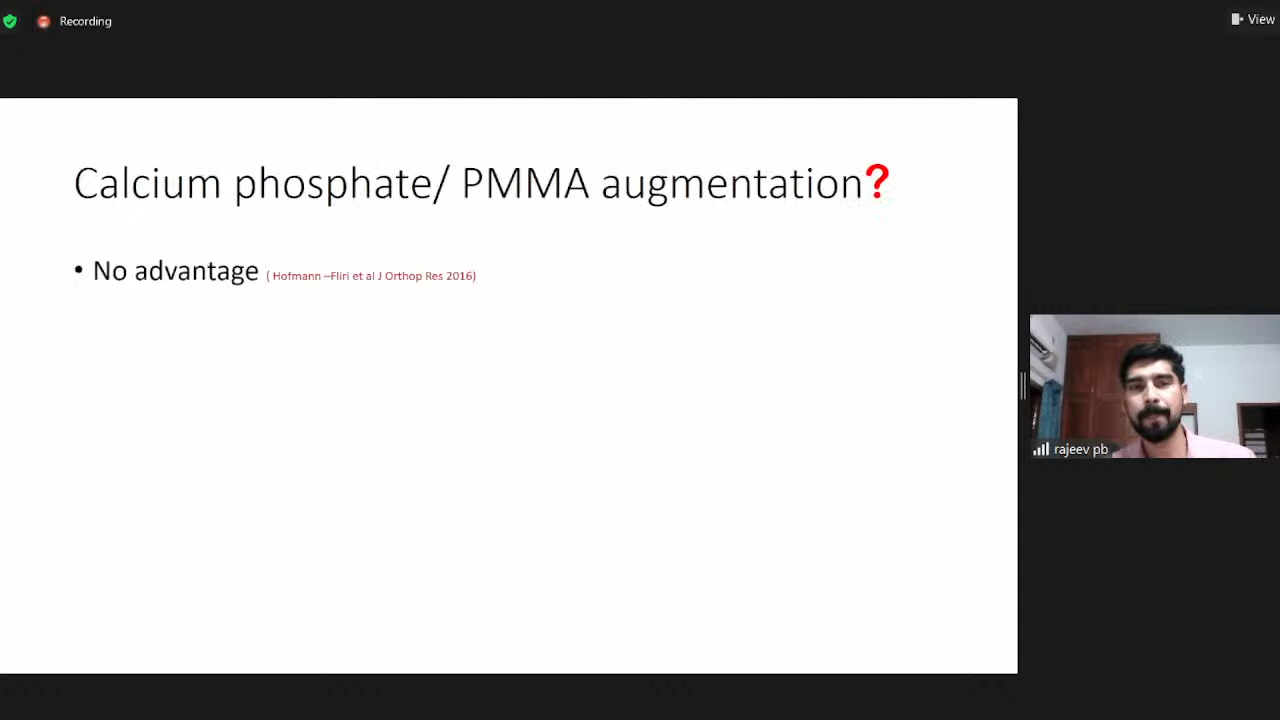 Recording
View
Calcium phosphate/ PMMA augmentation?
• No advantage ( Hofmann –Fliri et al J Orthop Res 2016)
rajeev pb